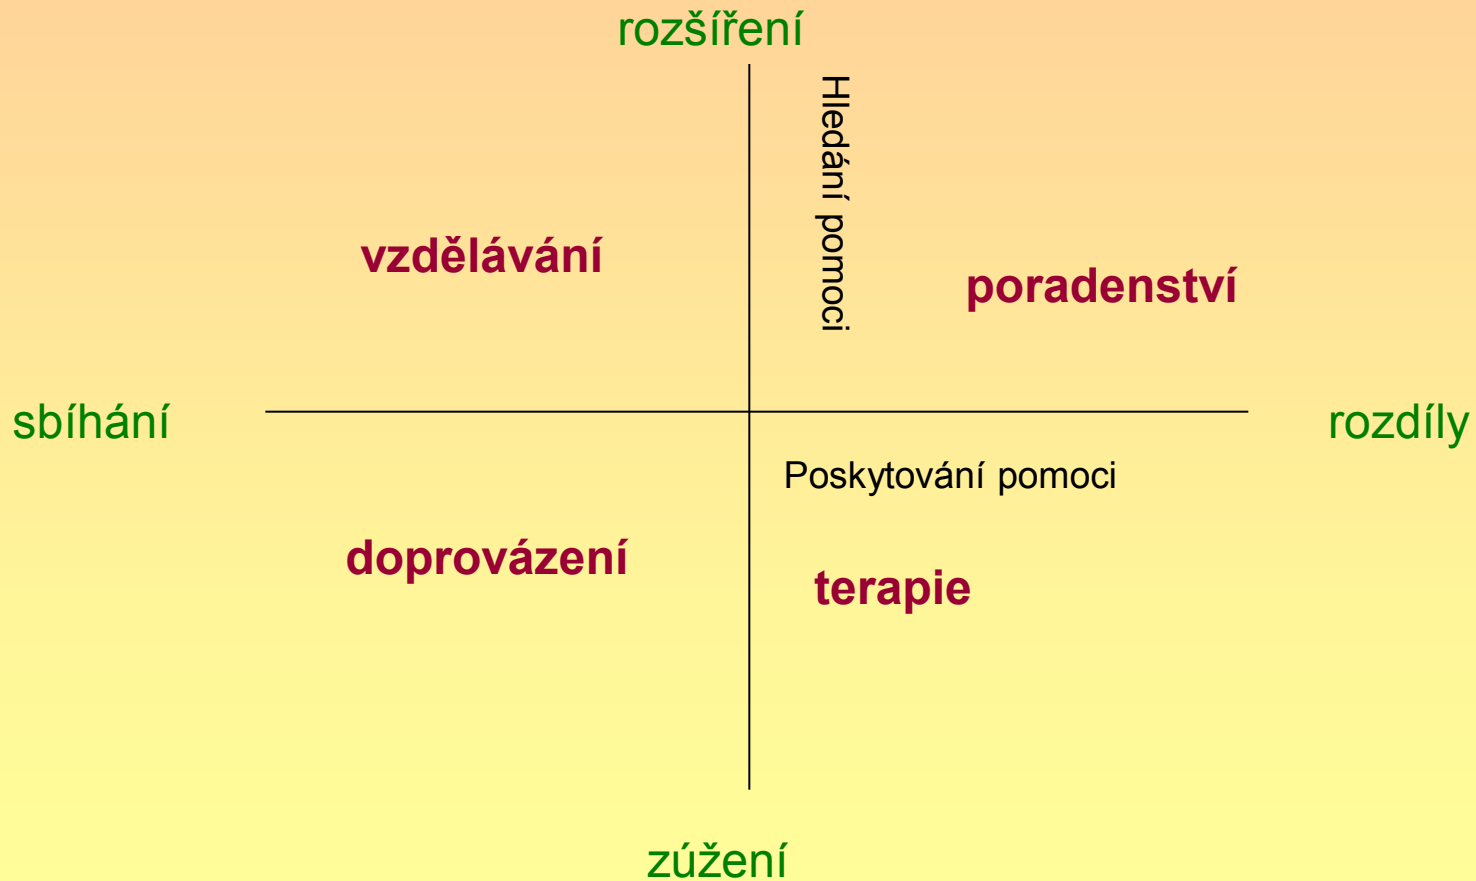 rozšíření
Hledání pomoci
vzdělávání
poradenství
sbíhání
rozdíly
Poskytování pomoci
doprovázení
terapie
zúžení